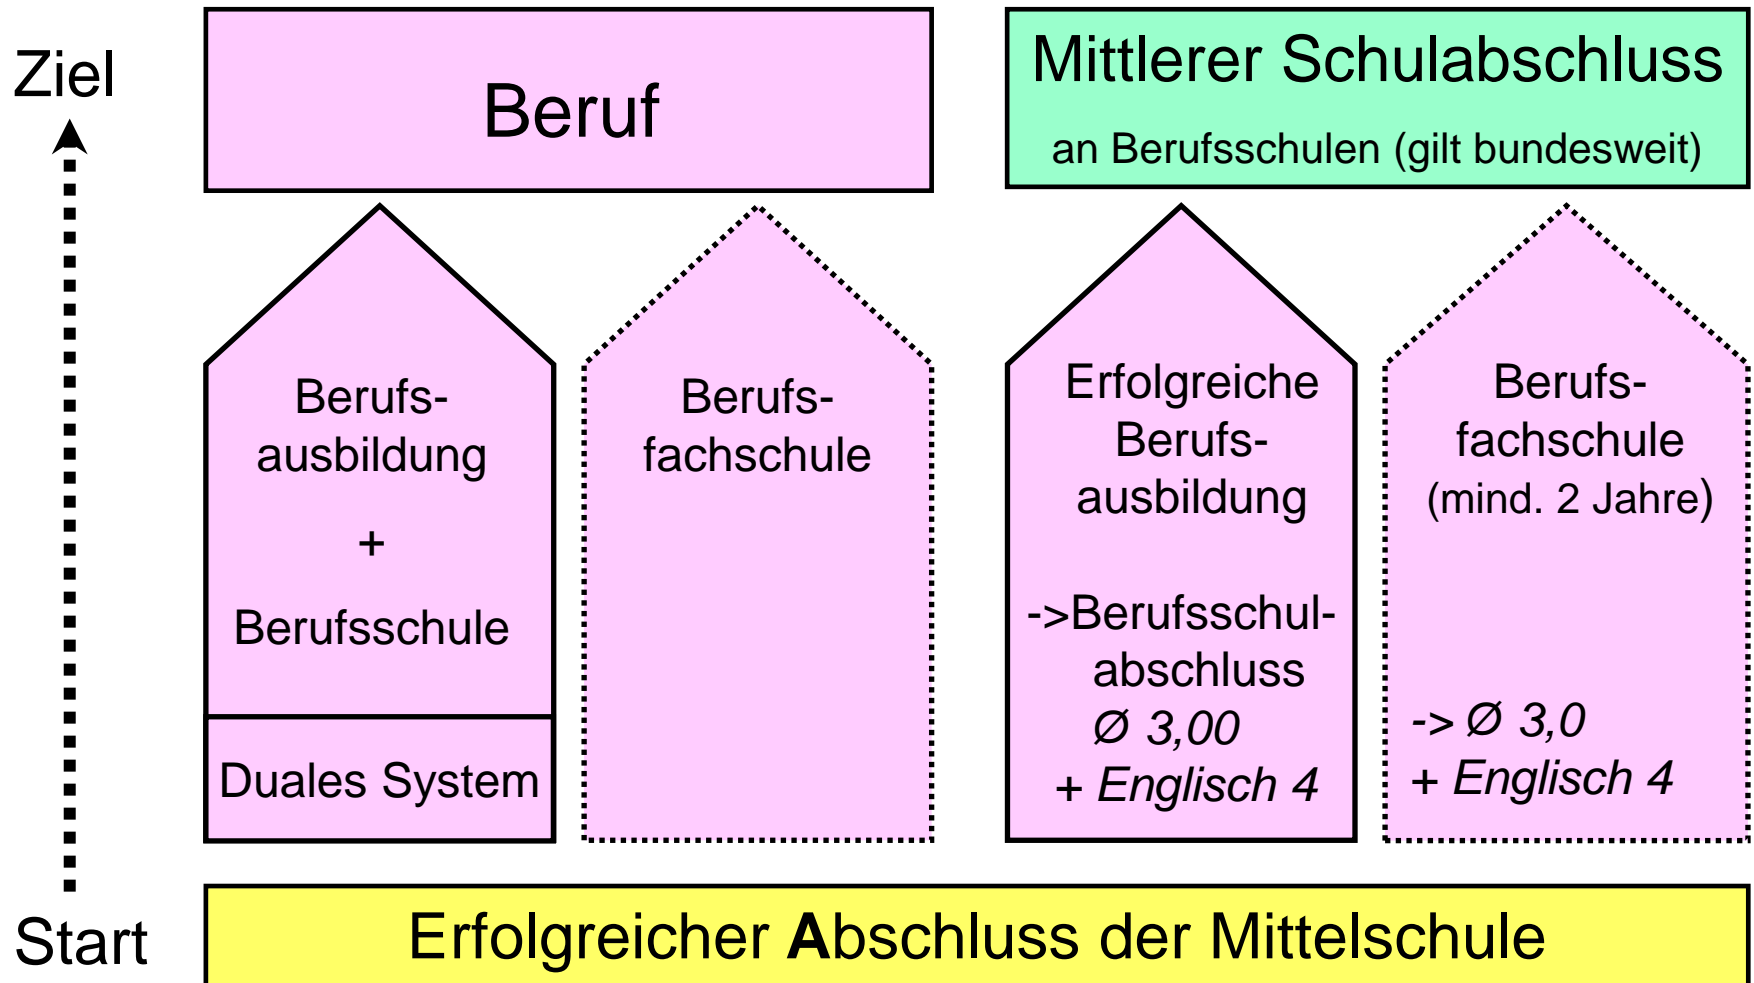 Ziel
Beruf
Mittlerer Schulabschluss
an Berufsschulen (gilt bundesweit)
Berufs-
ausbildung
+
Berufsschule
Duales System
Berufs-
fachschule
Erfolgreiche
Berufs-
ausbildung
->Berufsschul-
abschluss
Ø 3,00
+ Englisch 4
Berufs-
fachschule
(mind. 2 Jahre)
-> Ø 3,0
+ Englisch 4
Start
Erfolgreicher Abschluss der Mittelschule